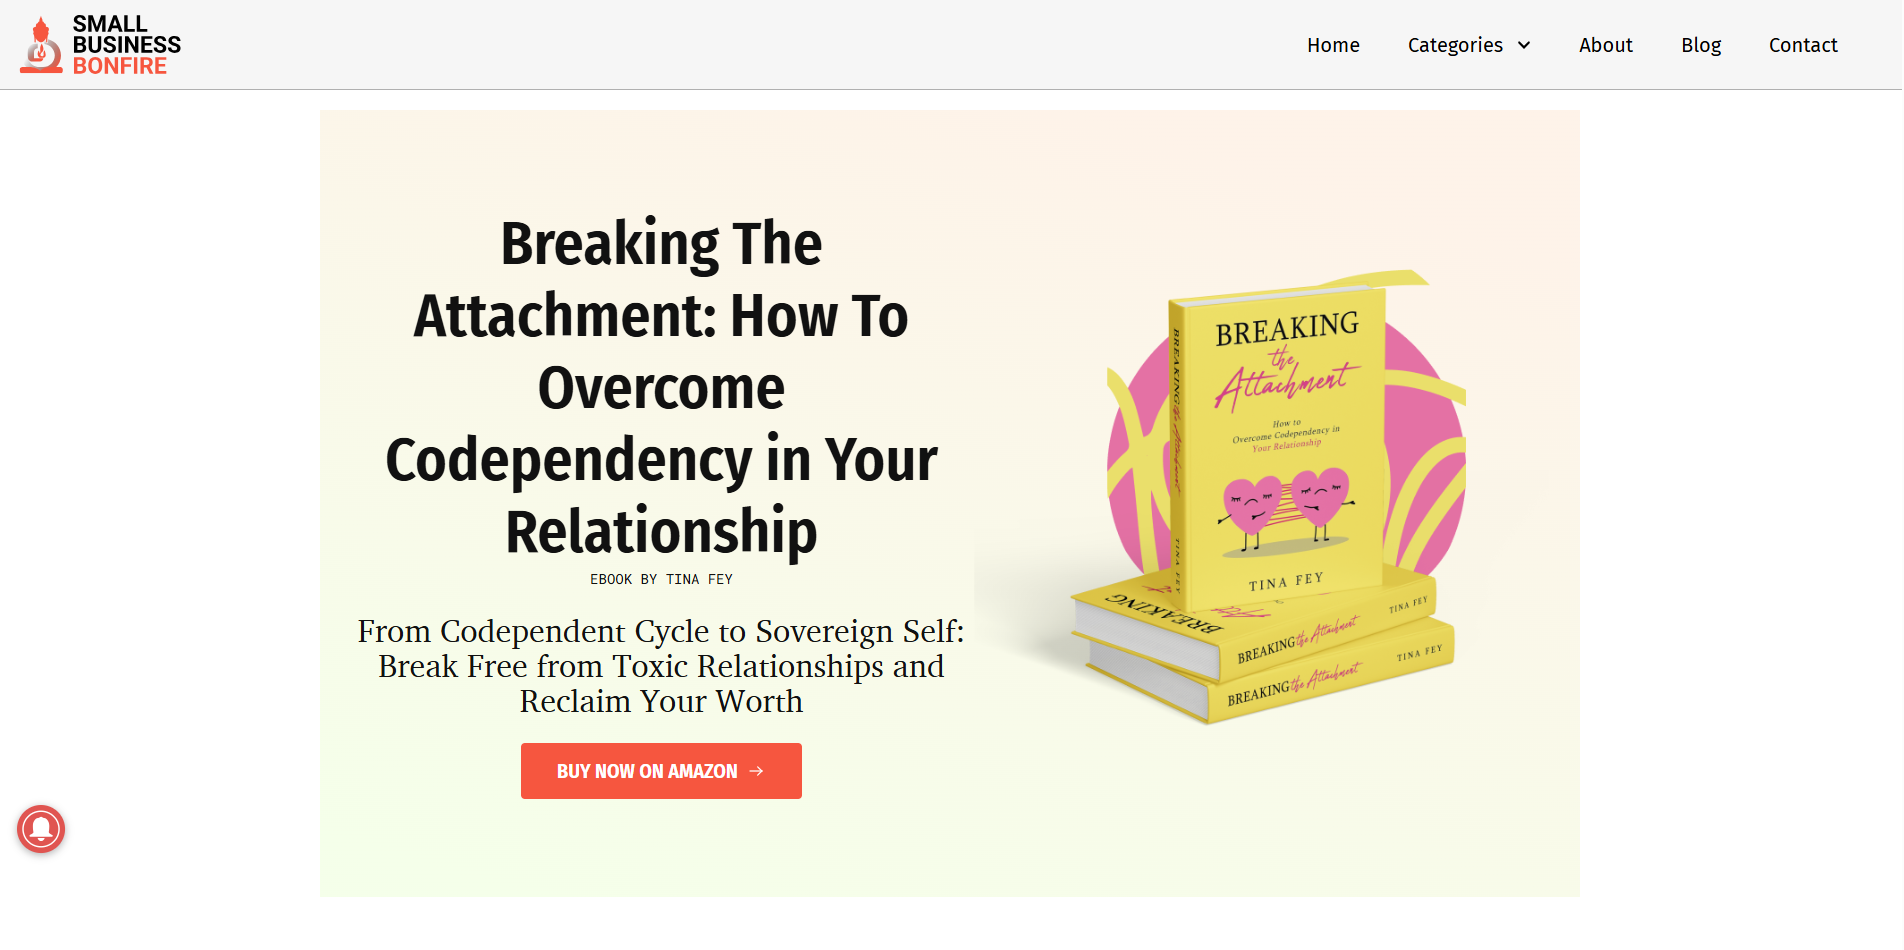 SMALL
BUSINESS
BONFIRE
Home
Categories
About
Blog
Contact
Breaking The
Attachment: How To
Overcome
Codependency in Your
Relationship
EBOOK BY TINA FEY
From Codependent Cycle to Sovereign Self:
Break Free from Toxic Relationships and
Reclaim Your Worth
BUY NOW ON AMAZON
BREAKING
the
Attachment
How to
Overcome Codependency in
Your Relationship
TINA FEY
BREAKING the Attachment TINA FEY
BREAKING
BREAKING the Attachment TINA FEY
BREAKING the Attachment TINA FEY